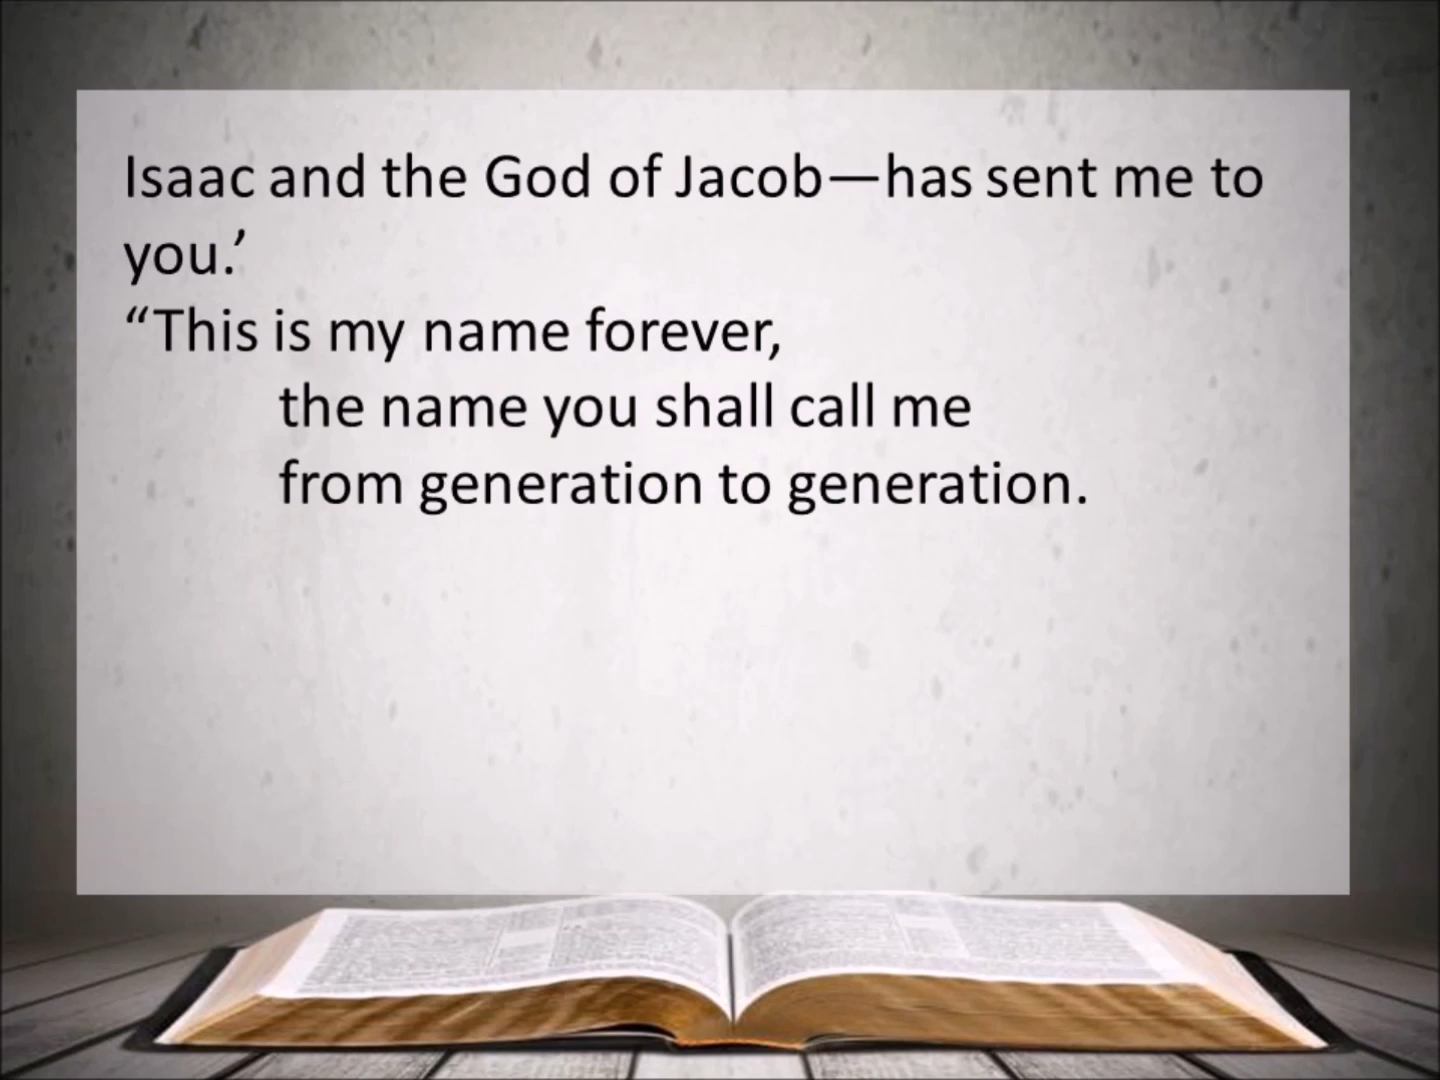 Isaac and the God of Jacob—has sent me to
you.’
“This is my name forever,
the name you shall call me
from generation to generation.